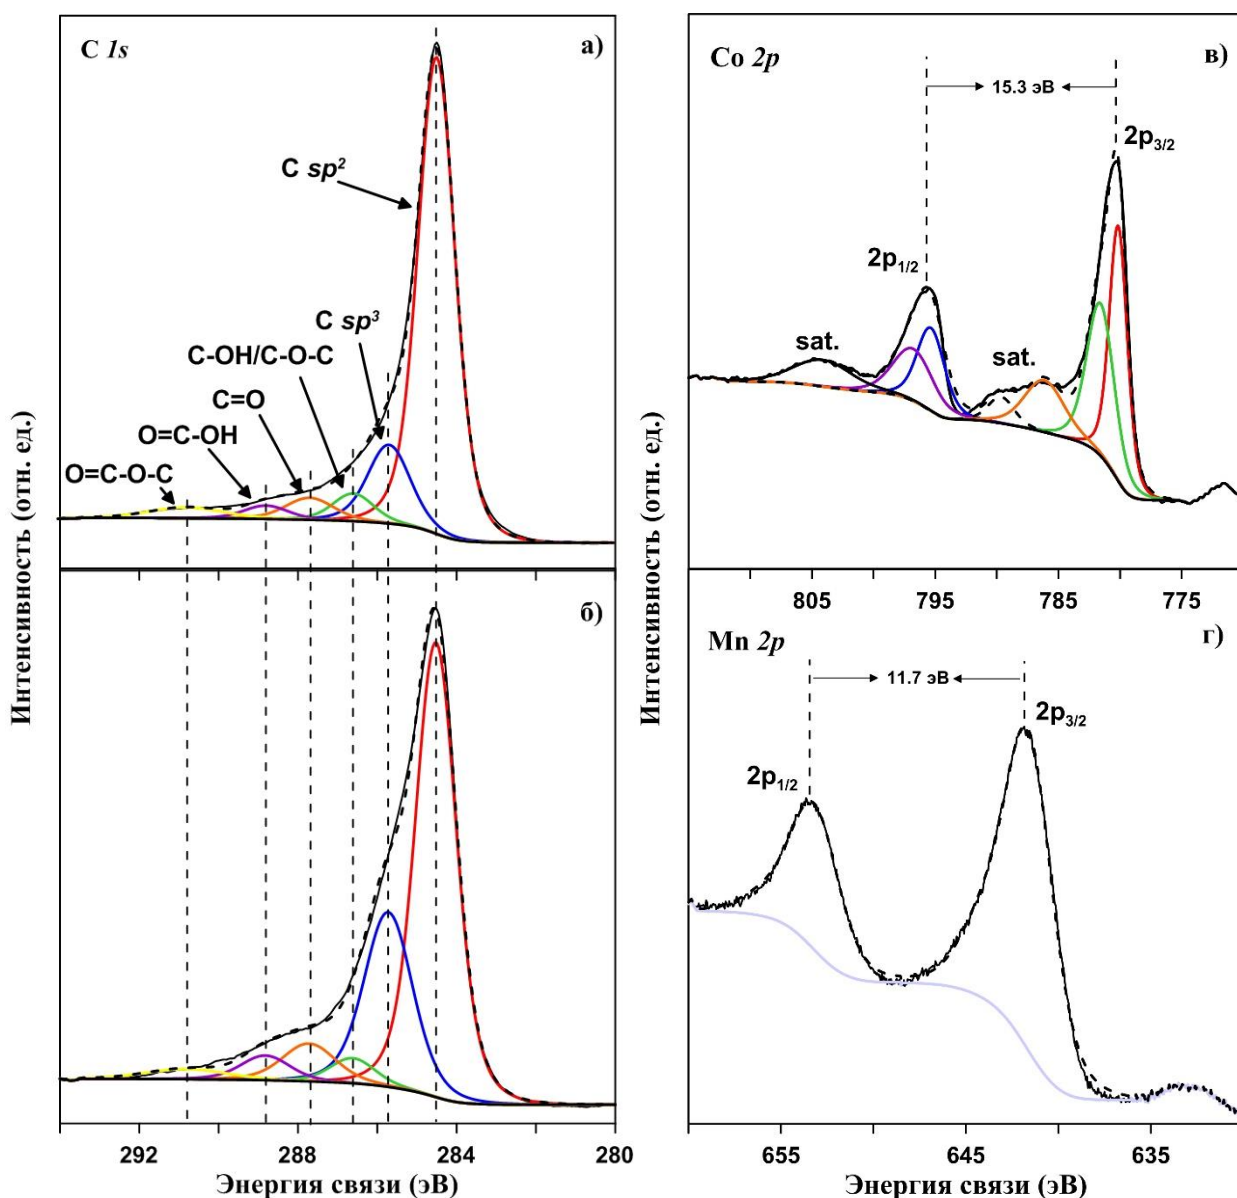 C 1s
а)
C sp²
C sp³
C-OH/C-O-C
C=O
O=C-OH
O=C-O-C
б)
Интенсивность (отн. ед.)
292 288 284 280
Энергия связи (эВ)
Co 2p
в)
15.3 эВ
2p3/2
2p1/2
sat.
sat.
805 795 785 775
Mn 2p
г)
11.7 эВ
2p3/2
2p1/2
Интенсивность (отн. ед.)
655 645 635
Энергия связи (эВ)